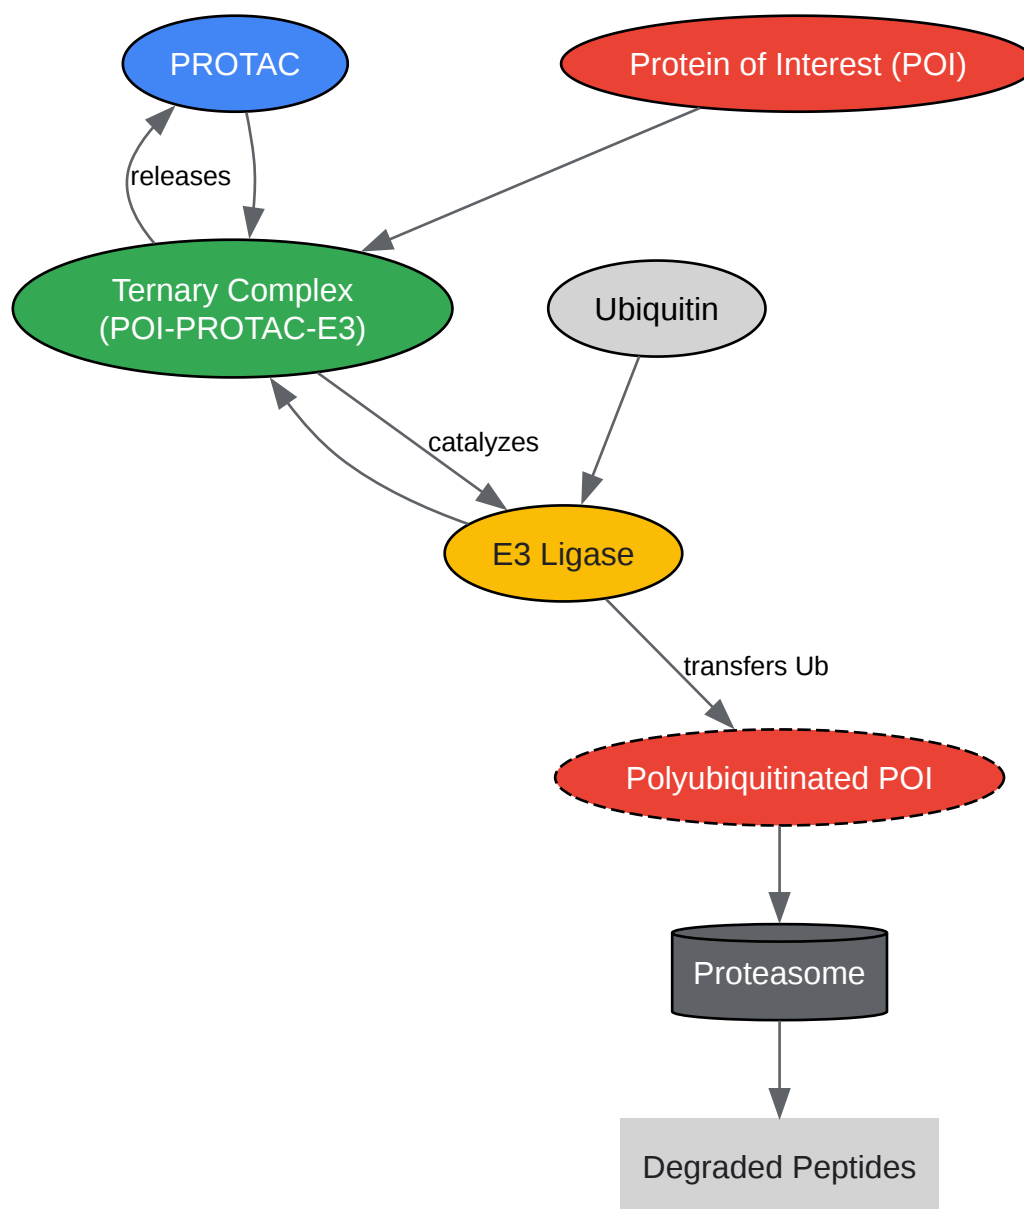 PROTAC
Protein of Interest (POI)
releases
Ternary Complex
(POI-PROTAC-E3)
Ubiquitin
catalyzes
E3 Ligase
transfers Ub
Polyubiquitinated POI
Proteasome
Degraded Peptides